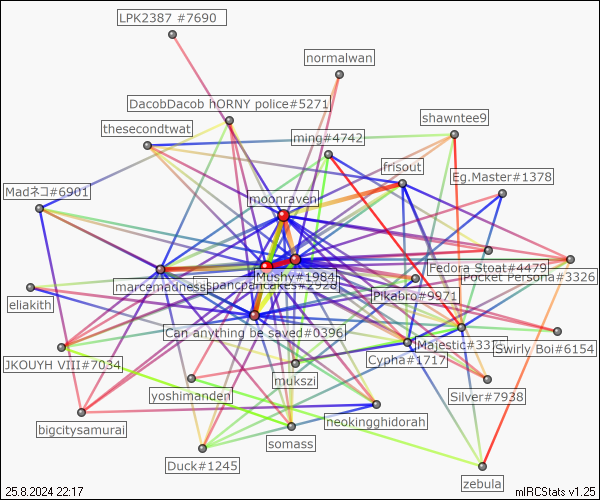 LPK2387 #7690
normalwan
DacobDacob hORNY police#5271
shawntee9
thesecondtwat
ming#4742
frisout
Eg.Master#1378
Madネコ#6901
moonraven
Fedora Stoat#4479
Mushy#1984
Pocket Persona#3326
marcemadness
spancpancakes#2928
eliakith
Pikabro#9971
Can anything be saved#0396
Majestic#331
Swirly Boi#6154
Cypha#1717
JKOUYH VIII#7034
mukszi
yoshimanden
Silver#7938
bigcitysamurai
neokingghidorah
somass
Duck#1245
zebula
25.8.2024 22:17
mIRCStats v1.25